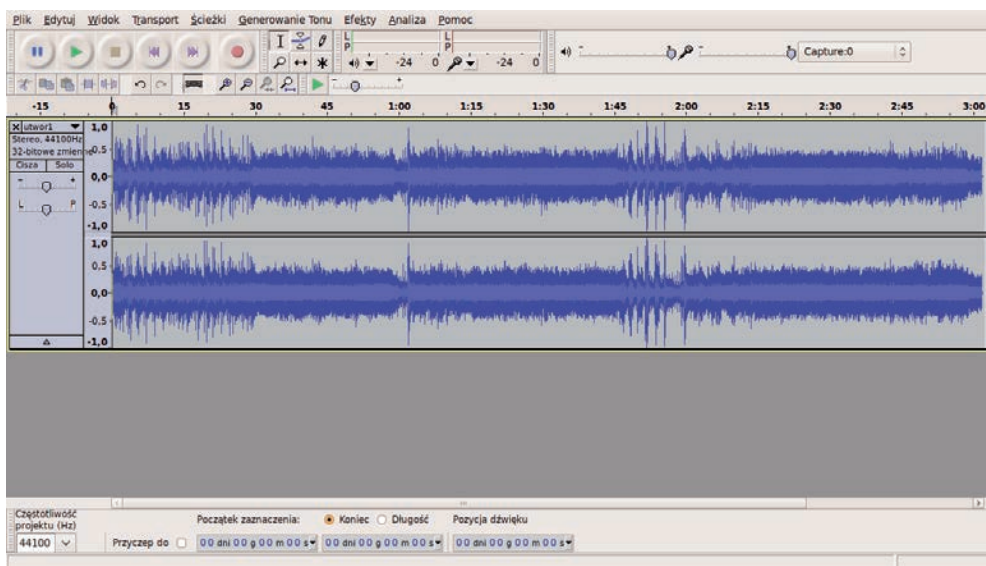 Plik Edytuj Widok Transport Ścieżki Generowanie Tonu Efekty Analiza Pomoc
L P L P
-24 0 -24 0 Capture:0
-15 0 15 30 45 1:00 1:15 1:30 1:45 2:00 2:15 2:30 2:45 3:00
utwor1
Stereo, 44100Hz
32-bitowe zmienne
Cisza Solo
- +
L P
1,0
0,5
0,0
-0,5
-1,0
1,0
0,5
0,0
-0,5
-1,0
Częstotliwość
projektu (Hz)
Początek zaznaczenia: Koniec Długość Pozycja dźwięku
44100 Przyczep do 00 dni 00 g 00 m 00 s 00 dni 00 g 00 m 00 s 00 dni 00 g 00 m 00 s